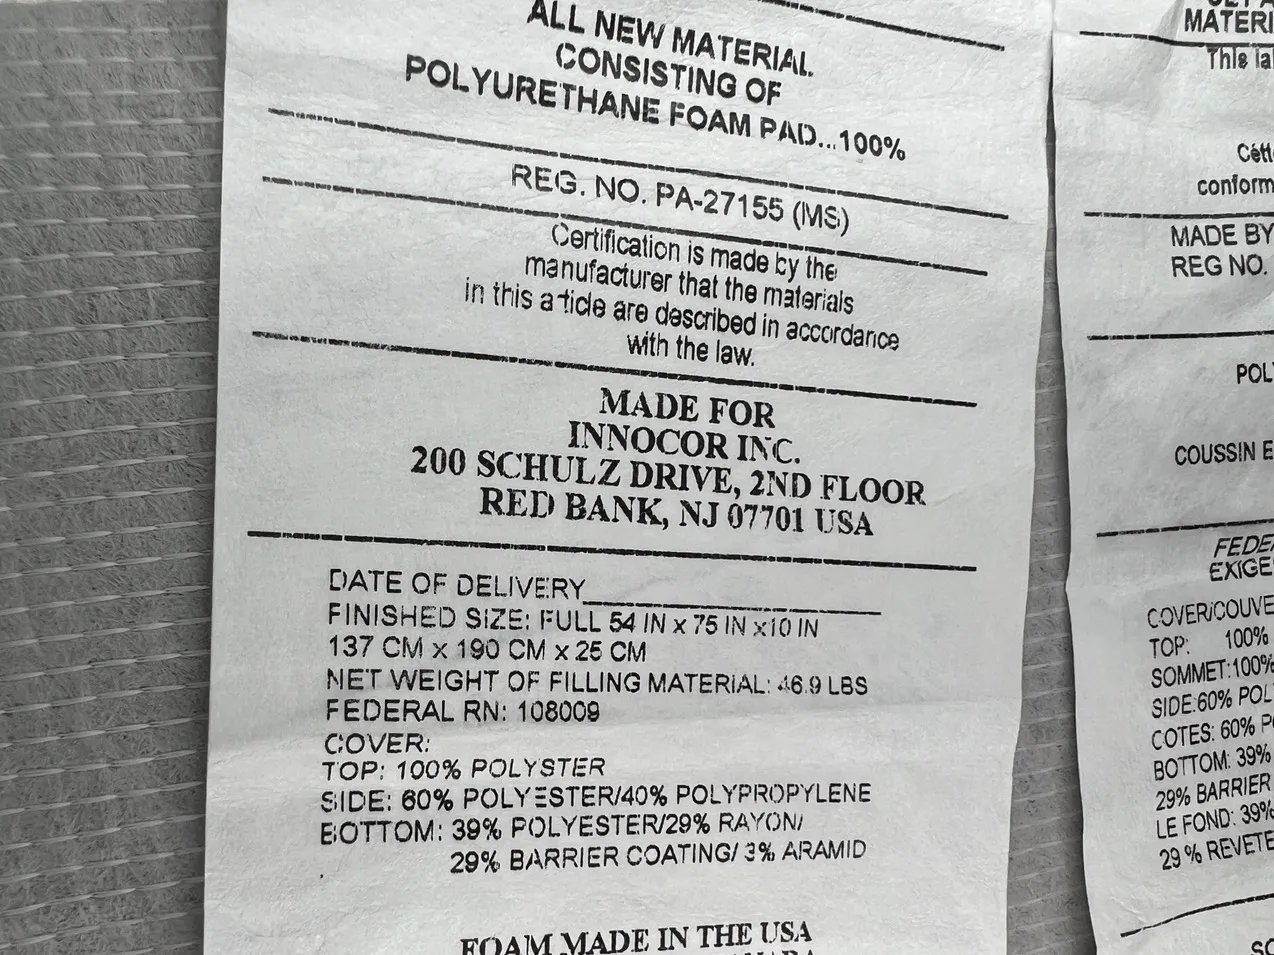 ALL NEW MATERIAL
CONSISTING OF
POLYURETHANE FOAM PAD...100%
REG. NO. PA-27155 (MS)
Certification is made by the
manufacturer that the materials
in this article are described in accordance
with the law.
MADE FOR
INNOCOR INC.
200 SCHULZ DRIVE, 2ND FLOOR
RED BANK, NJ 07701 USA
DATE OF DELIVERY
FINISHED SIZE: FULL 54 IN x 75 IN x10 IN
137 CM x 190 CM x 25 CM
NET WEIGHT OF FILLING MATERIAL: 46.9 LBS
FEDERAL RN: 108009
COVER:
TOP: 100% POLYSTER
SIDE: 60% POLYESTER/40% POLYPROPYLENE
BOTTOM: 39% POLYESTER/29% RAYON/
29% BARRIER COATING/ 3% ARAMID
FOAM MADE IN THE USA
MATERI
This la
conform
MADE BY
REG NO.
POL
COUSSIN E
FEDE
EXIGE
COVER/COUVE
TOP: 100%
SOMMET:100%
SIDE:60% POL
COTES: 60% P
BOTTOM: 39%
29% BARRIER
LE FOND: 39%
29 % REVETE